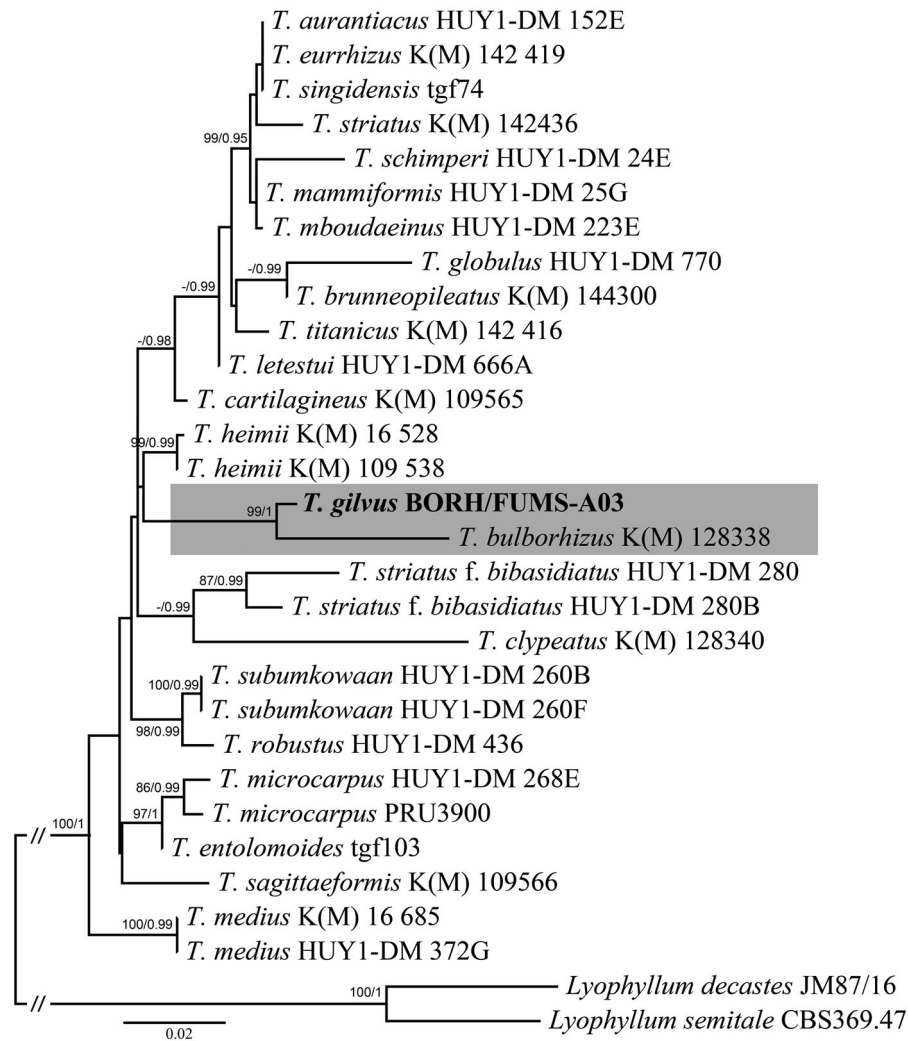 T. aurantiacus HUY1-DM 152E
T. eurrhizus K(M) 142 419
T. singidensis tgf74
T. striatus K(M) 142436
99/0.95
T. schimperi HUY1-DM 24E
T. mammiformis HUY1-DM 25G
T. mboudaeinus HUY1-DM 223E
T. globulus HUY1-DM 770
-/0.99
T. brunneopileatus K(M) 144300
-/0.99
T. titanicus K(M) 142 416
-/0.98
T. letestui HUY1-DM 666A
T. cartilagineus K(M) 109565
T. heimii K(M) 16 528
99/0.99
T. heimii K(M) 109 538
T. gilvus BORH/FUMS-A03
99/1
T. bulborhizus K(M) 128338
T. striatus f. bibasidiatus HUY1-DM 280
87/0.99
T. striatus f. bibasidiatus HUY1-DM 280B
-/0.99
T. clypeatus K(M) 128340
T. subumkowaan HUY1-DM 260B
100/0.99
T. subumkowaan HUY1-DM 260F
98/0.99
T. robustus HUY1-DM 436
T. microcarpus HUY1-DM 268E
86/0.99
T. microcarpus PRU3900
97/1
T. entolomoides tgf103
100/1
//
T. sagittaeformis K(M) 109566
T. medius K(M) 16 685
100/0.99
T. medius HUY1-DM 372G
Lyophyllum decastes JM87/16
100/1
//
Lyophyllum semitale CBS369.47
0.02